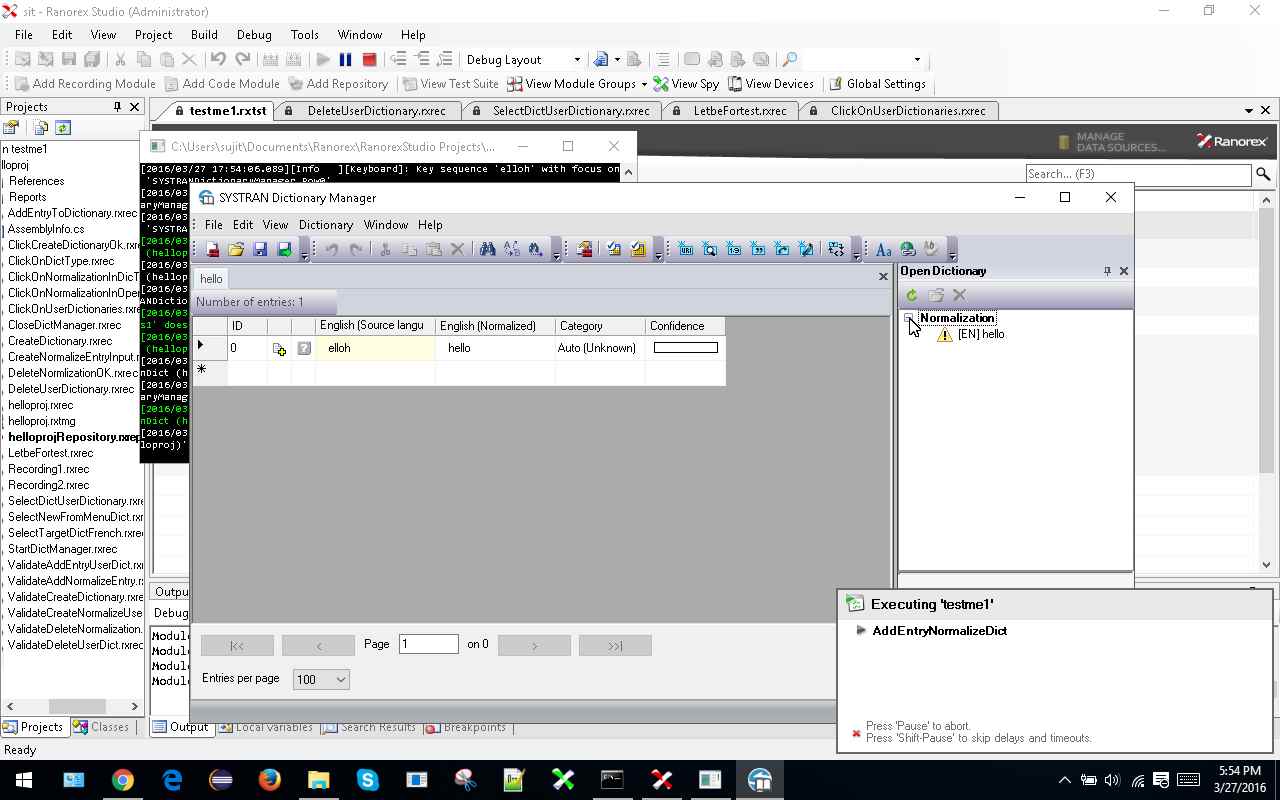 sit - Ranorex Studio (Administrator)
File Edit View Project Build Debug Tools Window Help
Debug Layout
Add Recording Module Add Code Module Add Repository View Test Suite View Module Groups View Spy View Devices Global Settings
Projects
testme1.rxtst DeleteUserDictionary.rxrec SelectDictUserDictionary.rxrec LetbeFortest.rxrec ClickOnUserDictionaries.rxrec
MANAGE
DATA SOURCES...
Ranorex
Search... (F3)
n testme1
lloproj
References
Reports
AddEntryToDictionary.rxrec
AssemblyInfo.cs
ClickCreateDictionaryOk.rxr
ClickOnDictType.rxrec
ClickOnNormalizationInDicT
ClickOnNormalizationInOper
ClickOnUserDictionaries.rxre
CloseDictManager.rxrec
CreateDictionary.rxrec
CreateNormalizeEntryInput.r
DeleteNormlizationOK.rxrec
DeleteUserDictionary.rxrec
helloproj.rxrec
helloproj.rxtmg
helloprojRepository.rxrep
LetbeFortest.rxrec
Recording1.rxrec
Recording2.rxrec
SelectDictUserDictionary.rxr
SelectNewFromMenuDict.rxr
SelectTargetDictFrench.rxre
StartDictManager.rxrec
ValidateAddEntryUserDict.rx
ValidateAddNormalizeEntry.r
ValidateCreateDictionary.rxr
ValidateCreateNormalizeUse
ValidateDeleteNormalization.
ValidateDeleteUserDict.rxrec
Projects Classes
C:\Users\sujit\Documents\Ranorex\RanorexStudio Projects\...
[2016/03/27 17:54:06.089][Info ][Keyboard]: Key sequence 'elloh' with focus on
'SYSTRANDictionaryManager.Row0'
[2016/03
aryManag
[2016/03
'SYSTRA
[2016/03
(hellop
[2016/03
(hellop
[2016/03
ANDictio
[2016/03
s1' does
[2016/03
(hellop
[2016/03
nDict (h
[2016/03
aryManag
[2016/03
nDict (h
[2016/03
loproj)'
SYSTRAN Dictionary Manager
File Edit View Dictionary Window Help
hello
Number of entries: 1
ID English (Source langu English (Normalized) Category Confidence
0 elloh hello Auto (Unknown)
Page 1 on 0
Entries per page 100
Open Dictionary
Normalization
[EN] hello
Outpu
Debug
Modul
Modul
Modul
Modul
Output Local Variables Search Results Breakpoints
Executing 'testme1'
AddEntryNormalizeDict
Press 'Pause' to abort.
Press 'Shift-Pause' to skip delays and timeouts.
Ready
5:54 PM
3/27/2016